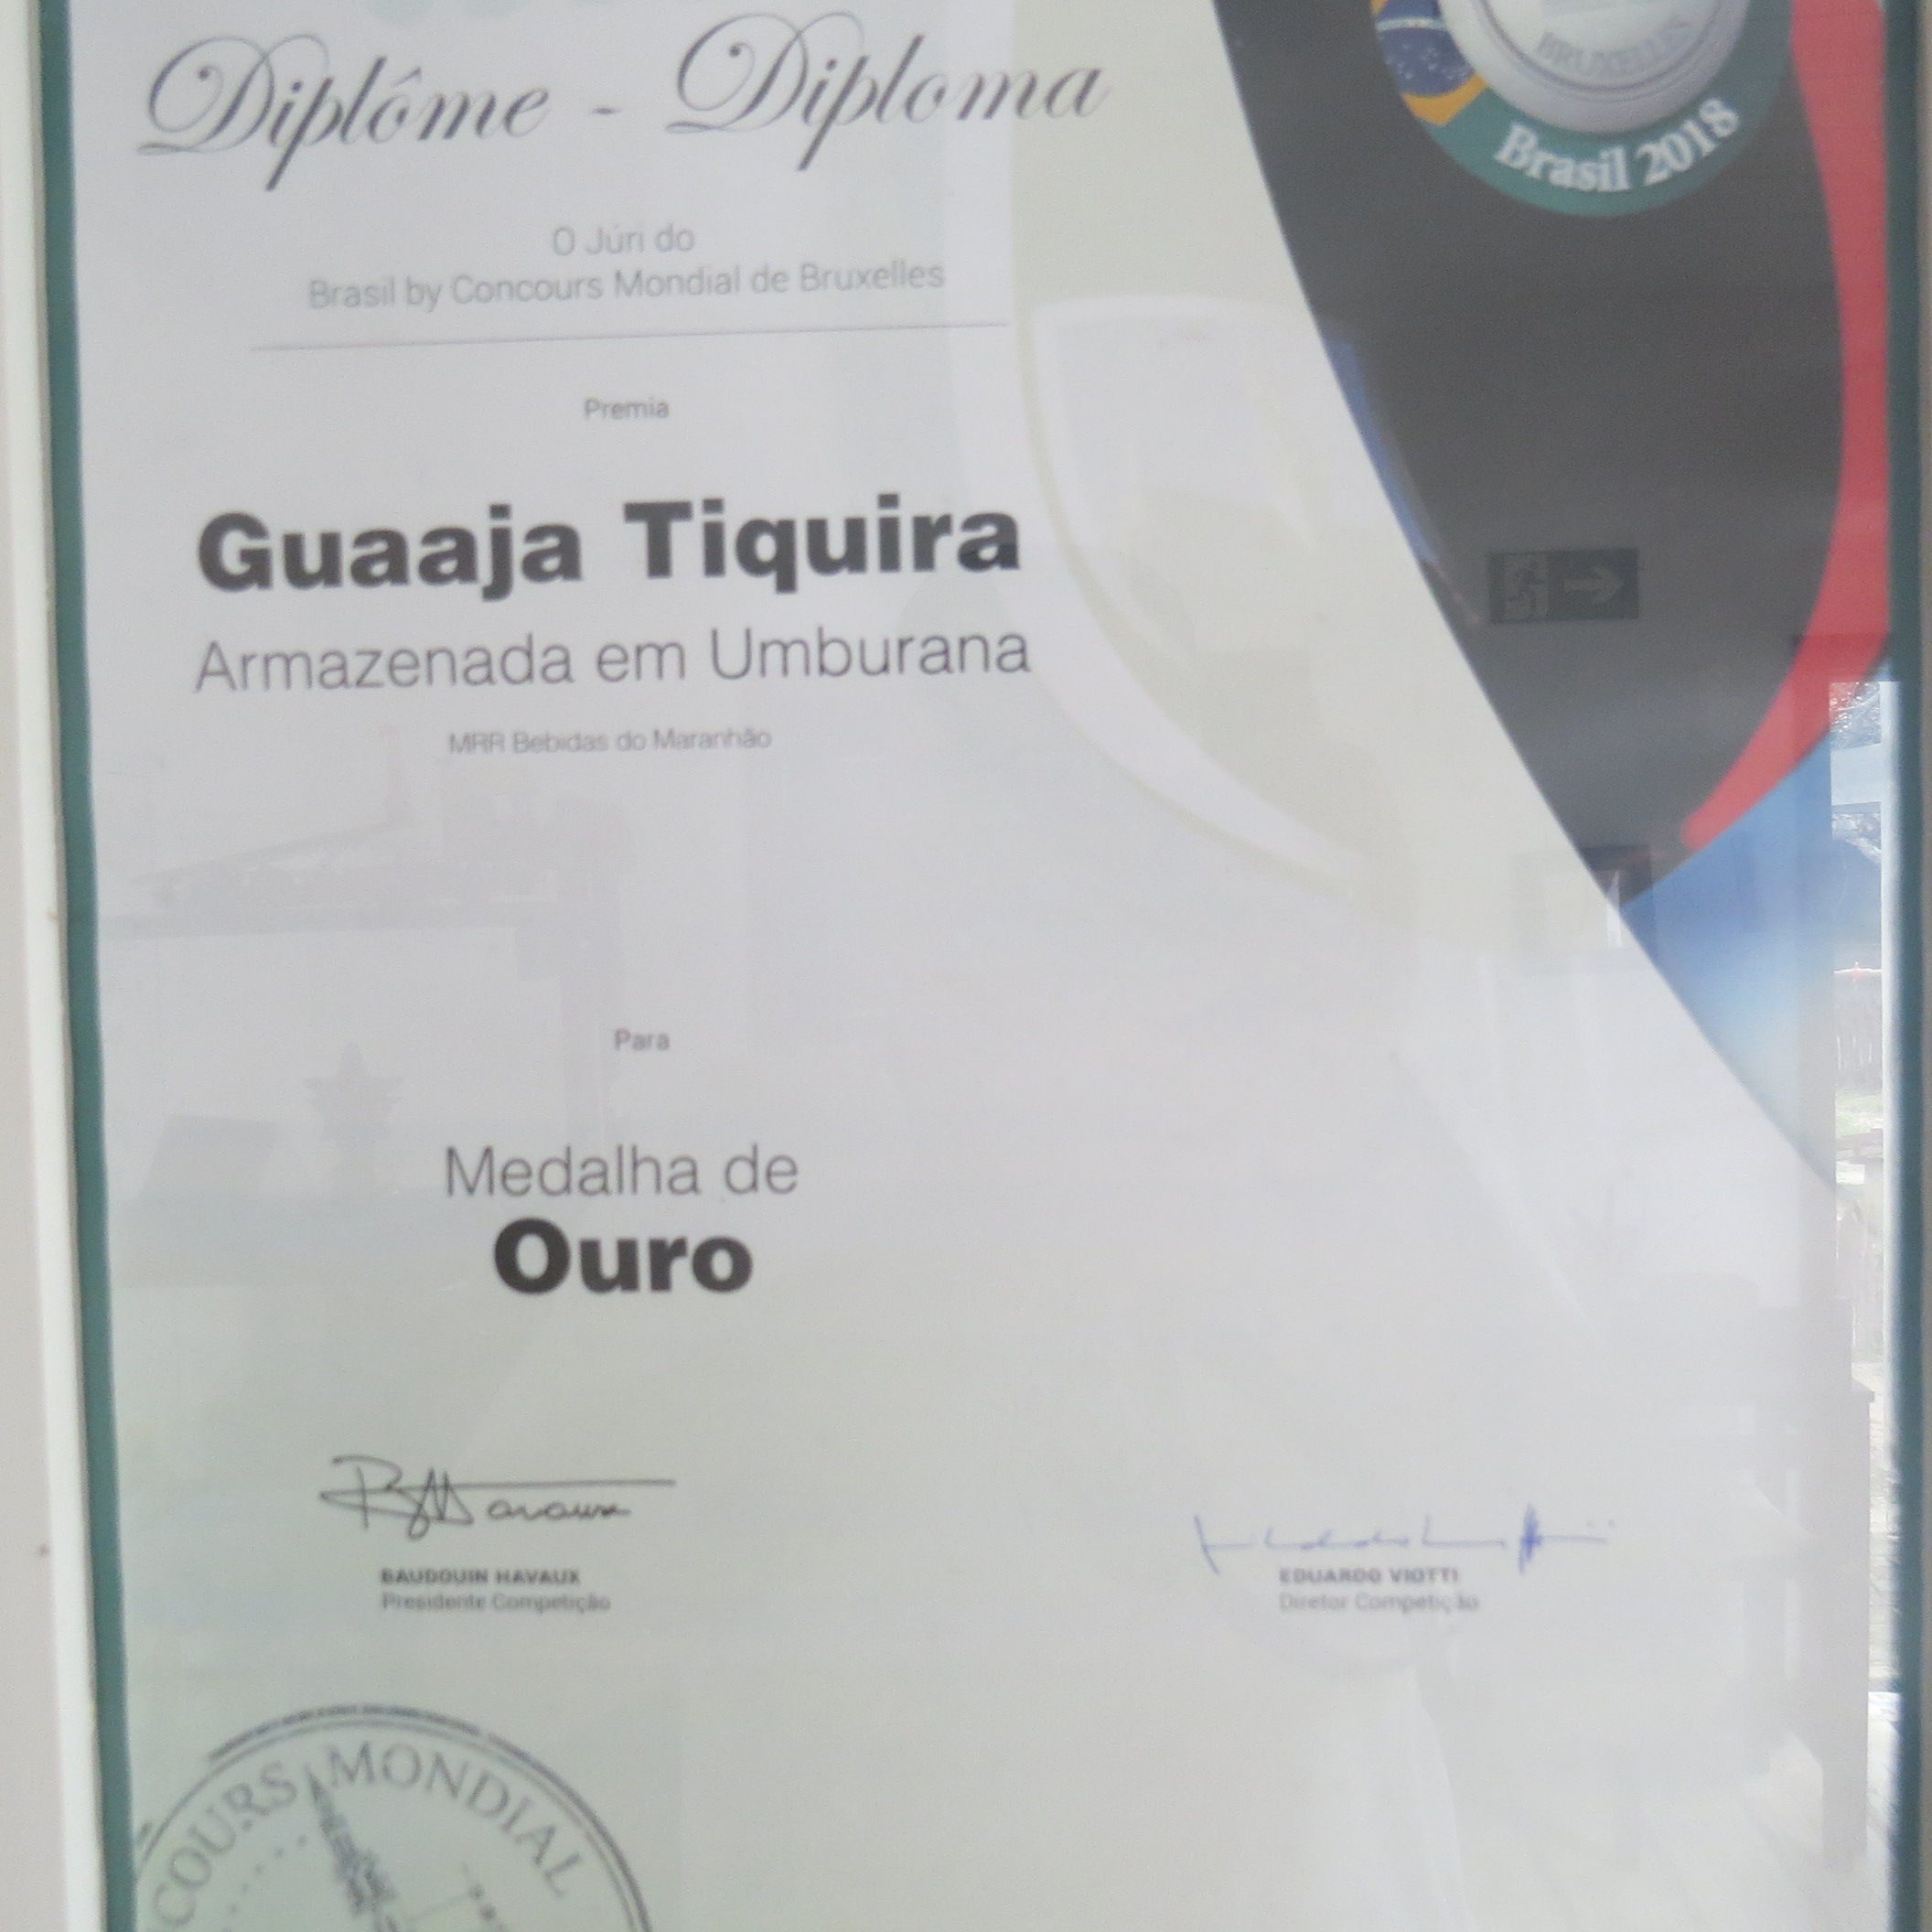 Diplôme - Diploma
BRUXELLES
Brasil 2018
O Júri do
Brasil by Concours Mondial de Bruxelles
Premia
Guaaja Tiquira
Armazenada em Umburana
MRR Bebidas do Maranhão
Para
Medalha de
Ouro
BAUDOUIN HAVAUX
Presidente Competição
EDUARDO VIOTTI
Diretor Competição
COURS MONDIAL